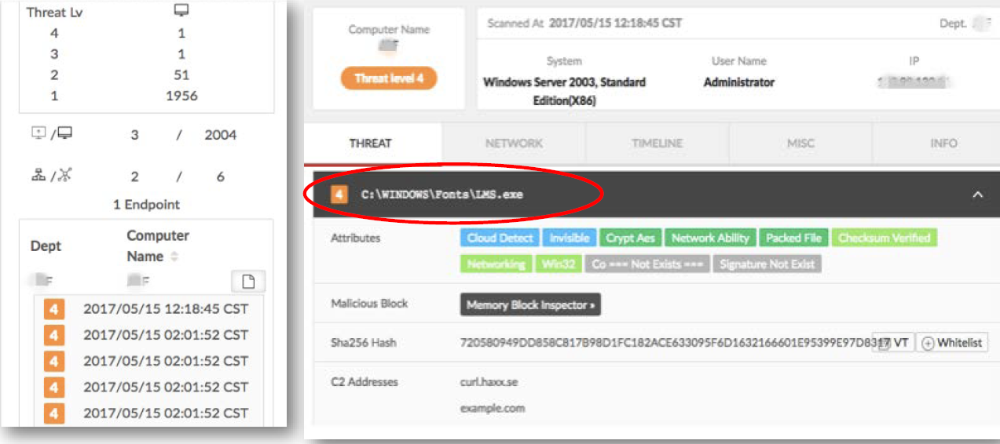 Threat Lv
4 1
3 1
2 51
1 1956
/ 3 / 2004
/ 2 / 6
1 Endpoint
Dept Computer Name
4 2017/05/15 12:18:45 CST
4 2017/05/15 02:01:52 CST
4 2017/05/15 02:01:52 CST
4 2017/05/15 02:01:52 CST
4 2017/05/15 02:01:52 CST
Computer Name
Threat level 4
Scanned At 2017/05/15 12:18:45 CST Dept.
System User Name IP
Windows Server 2003, Standard Administrator
Edition(X86)
THREAT NETWORK TIMELINE MISC INFO
4 C:\WINDOWS\Fonts\LMS.exe
Attributes Cloud Detect Invisible Crypt Aes Network Ability Packed File Checksum Verified
Networking Win32 Co === Not Exists === Signature Not Exist
Malicious Block Memory Block Inspector »
Sha256 Hash 720580949DD858C817B98D1FC182ACE633095F6D1632166601E95399E97D8317 VT Whitelist
C2 Addresses curl.haxx.se
example.com